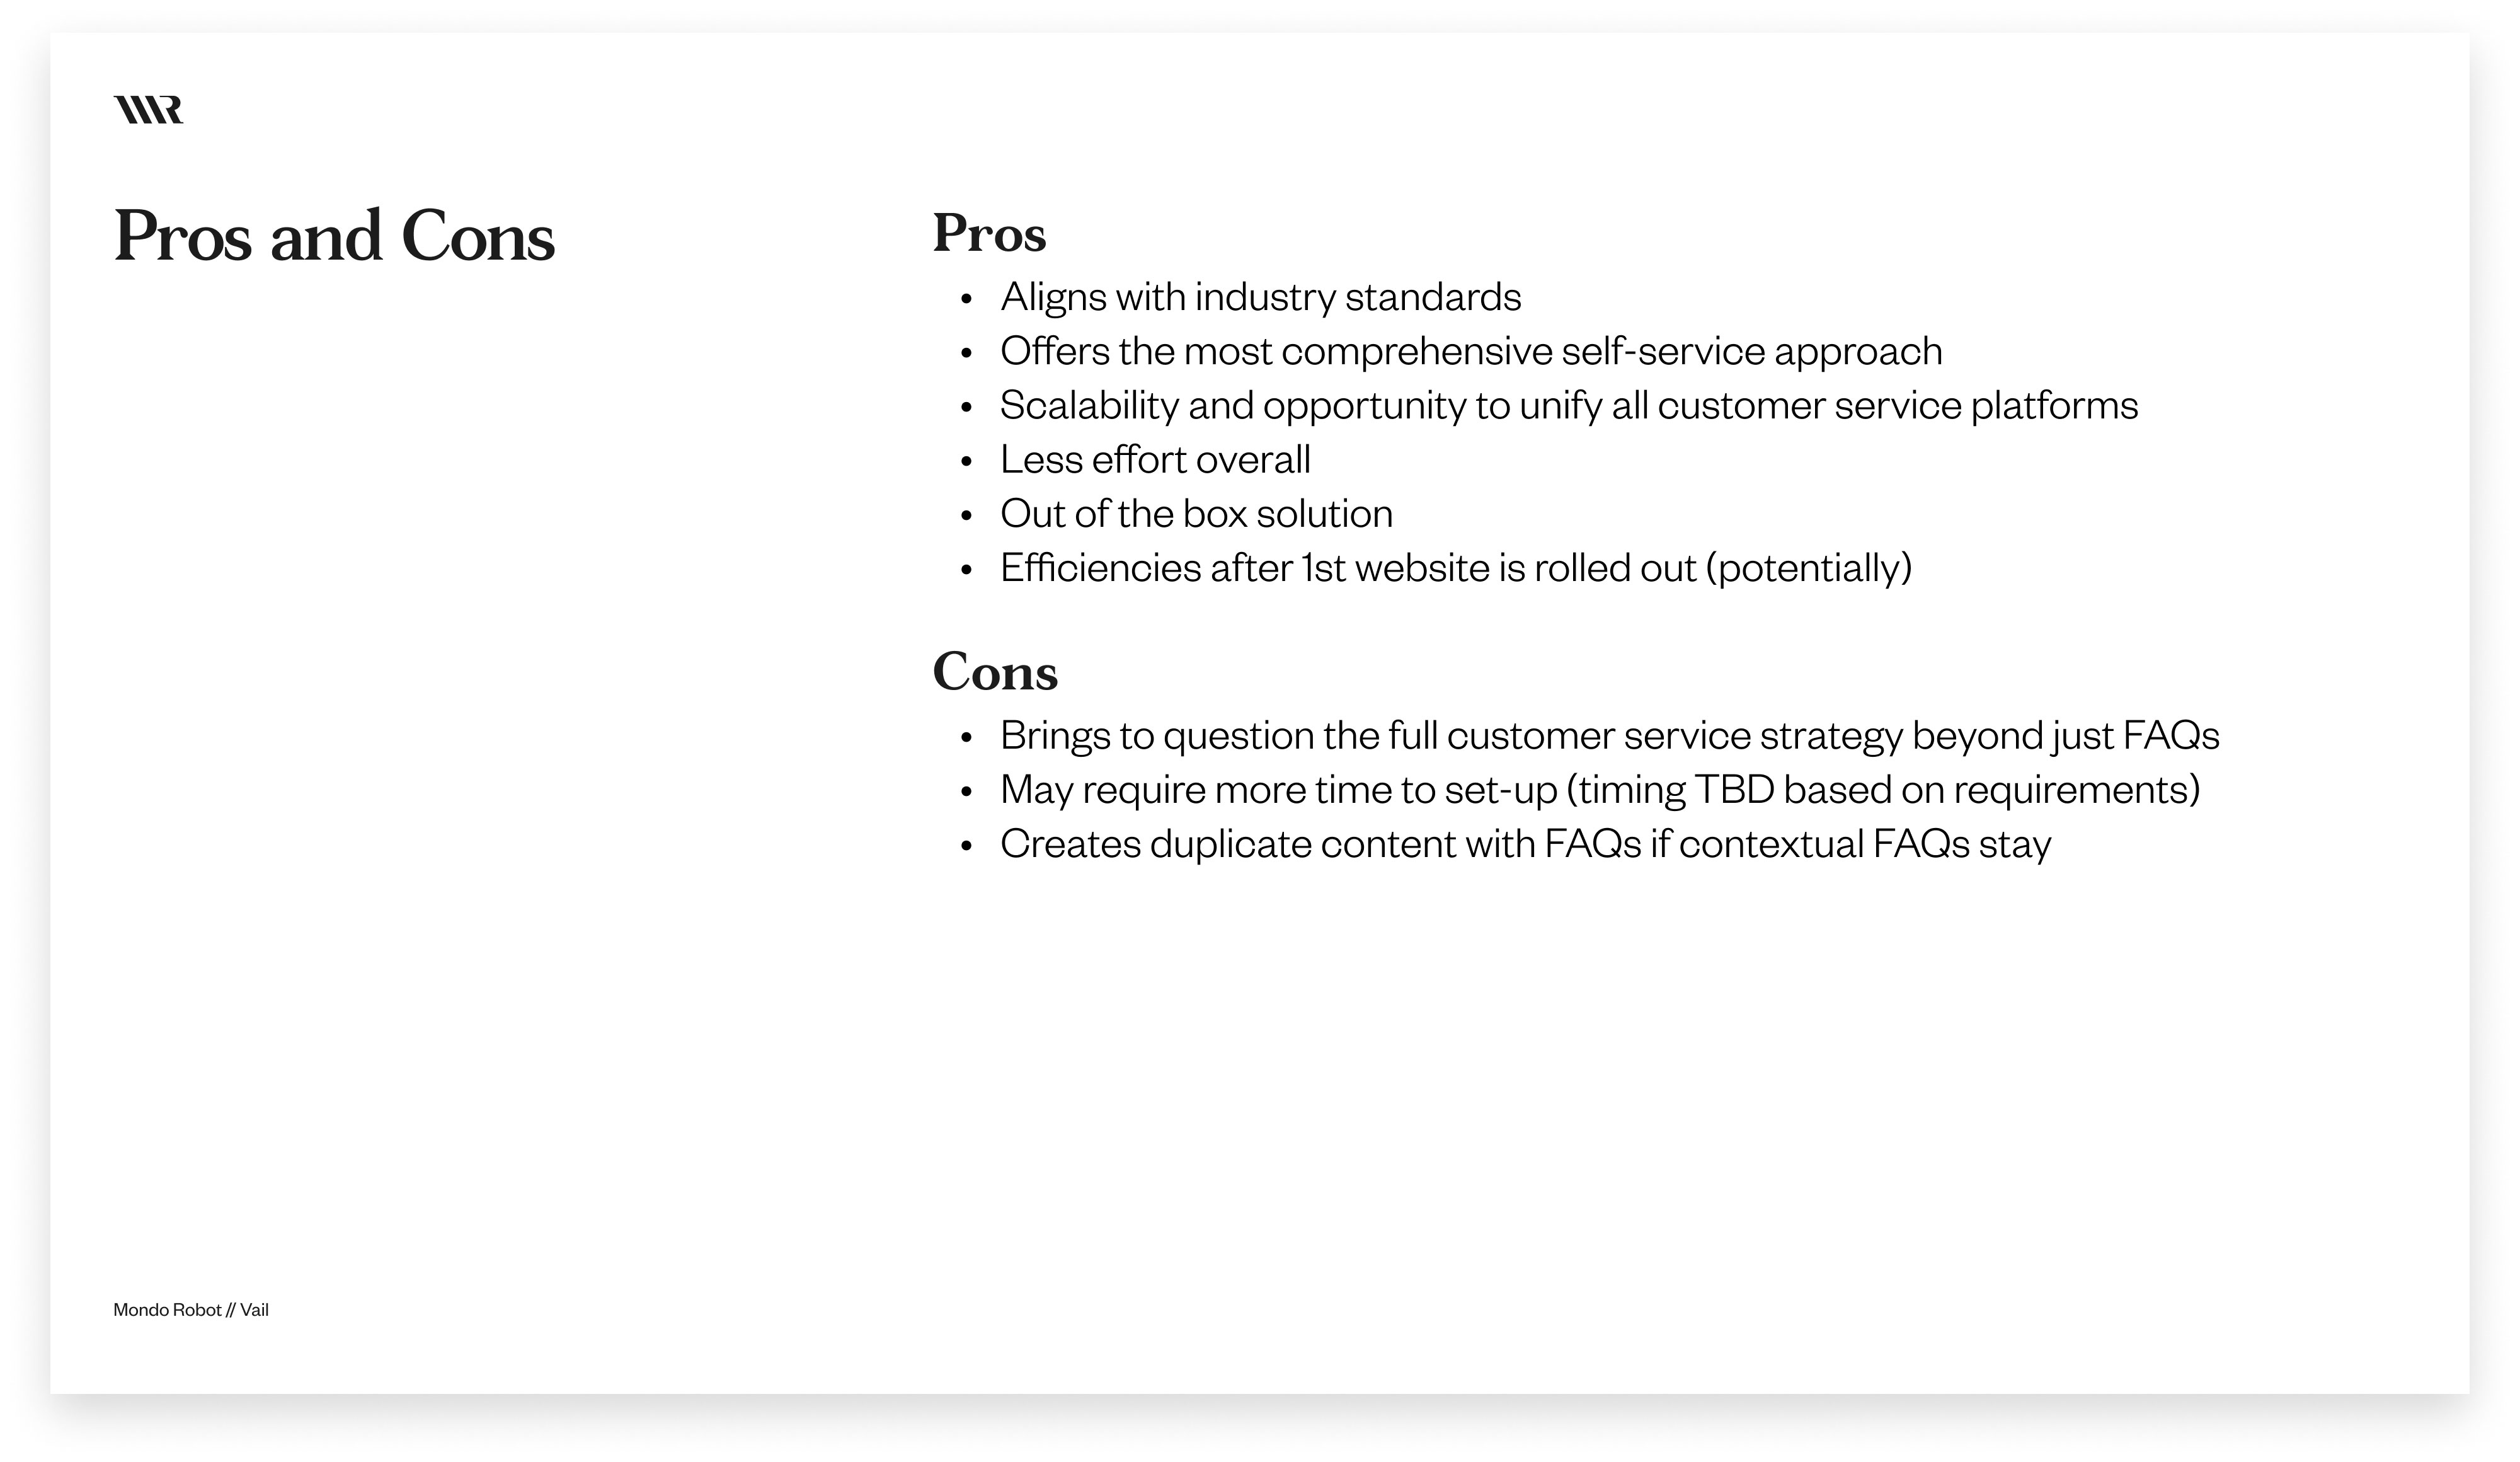 MR
Pros and Cons
Pros
• Aligns with industry standards
• Offers the most comprehensive self-service approach
• Scalability and opportunity to unify all customer service platforms
• Less effort overall
• Out of the box solution
• Efficiencies after 1st website is rolled out (potentially)
Cons
• Brings to question the full customer service strategy beyond just FAQs
• May require more time to set-up (timing TBD based on requirements)
• Creates duplicate content with FAQs if contextual FAQs stay
Mondo Robot // Vail